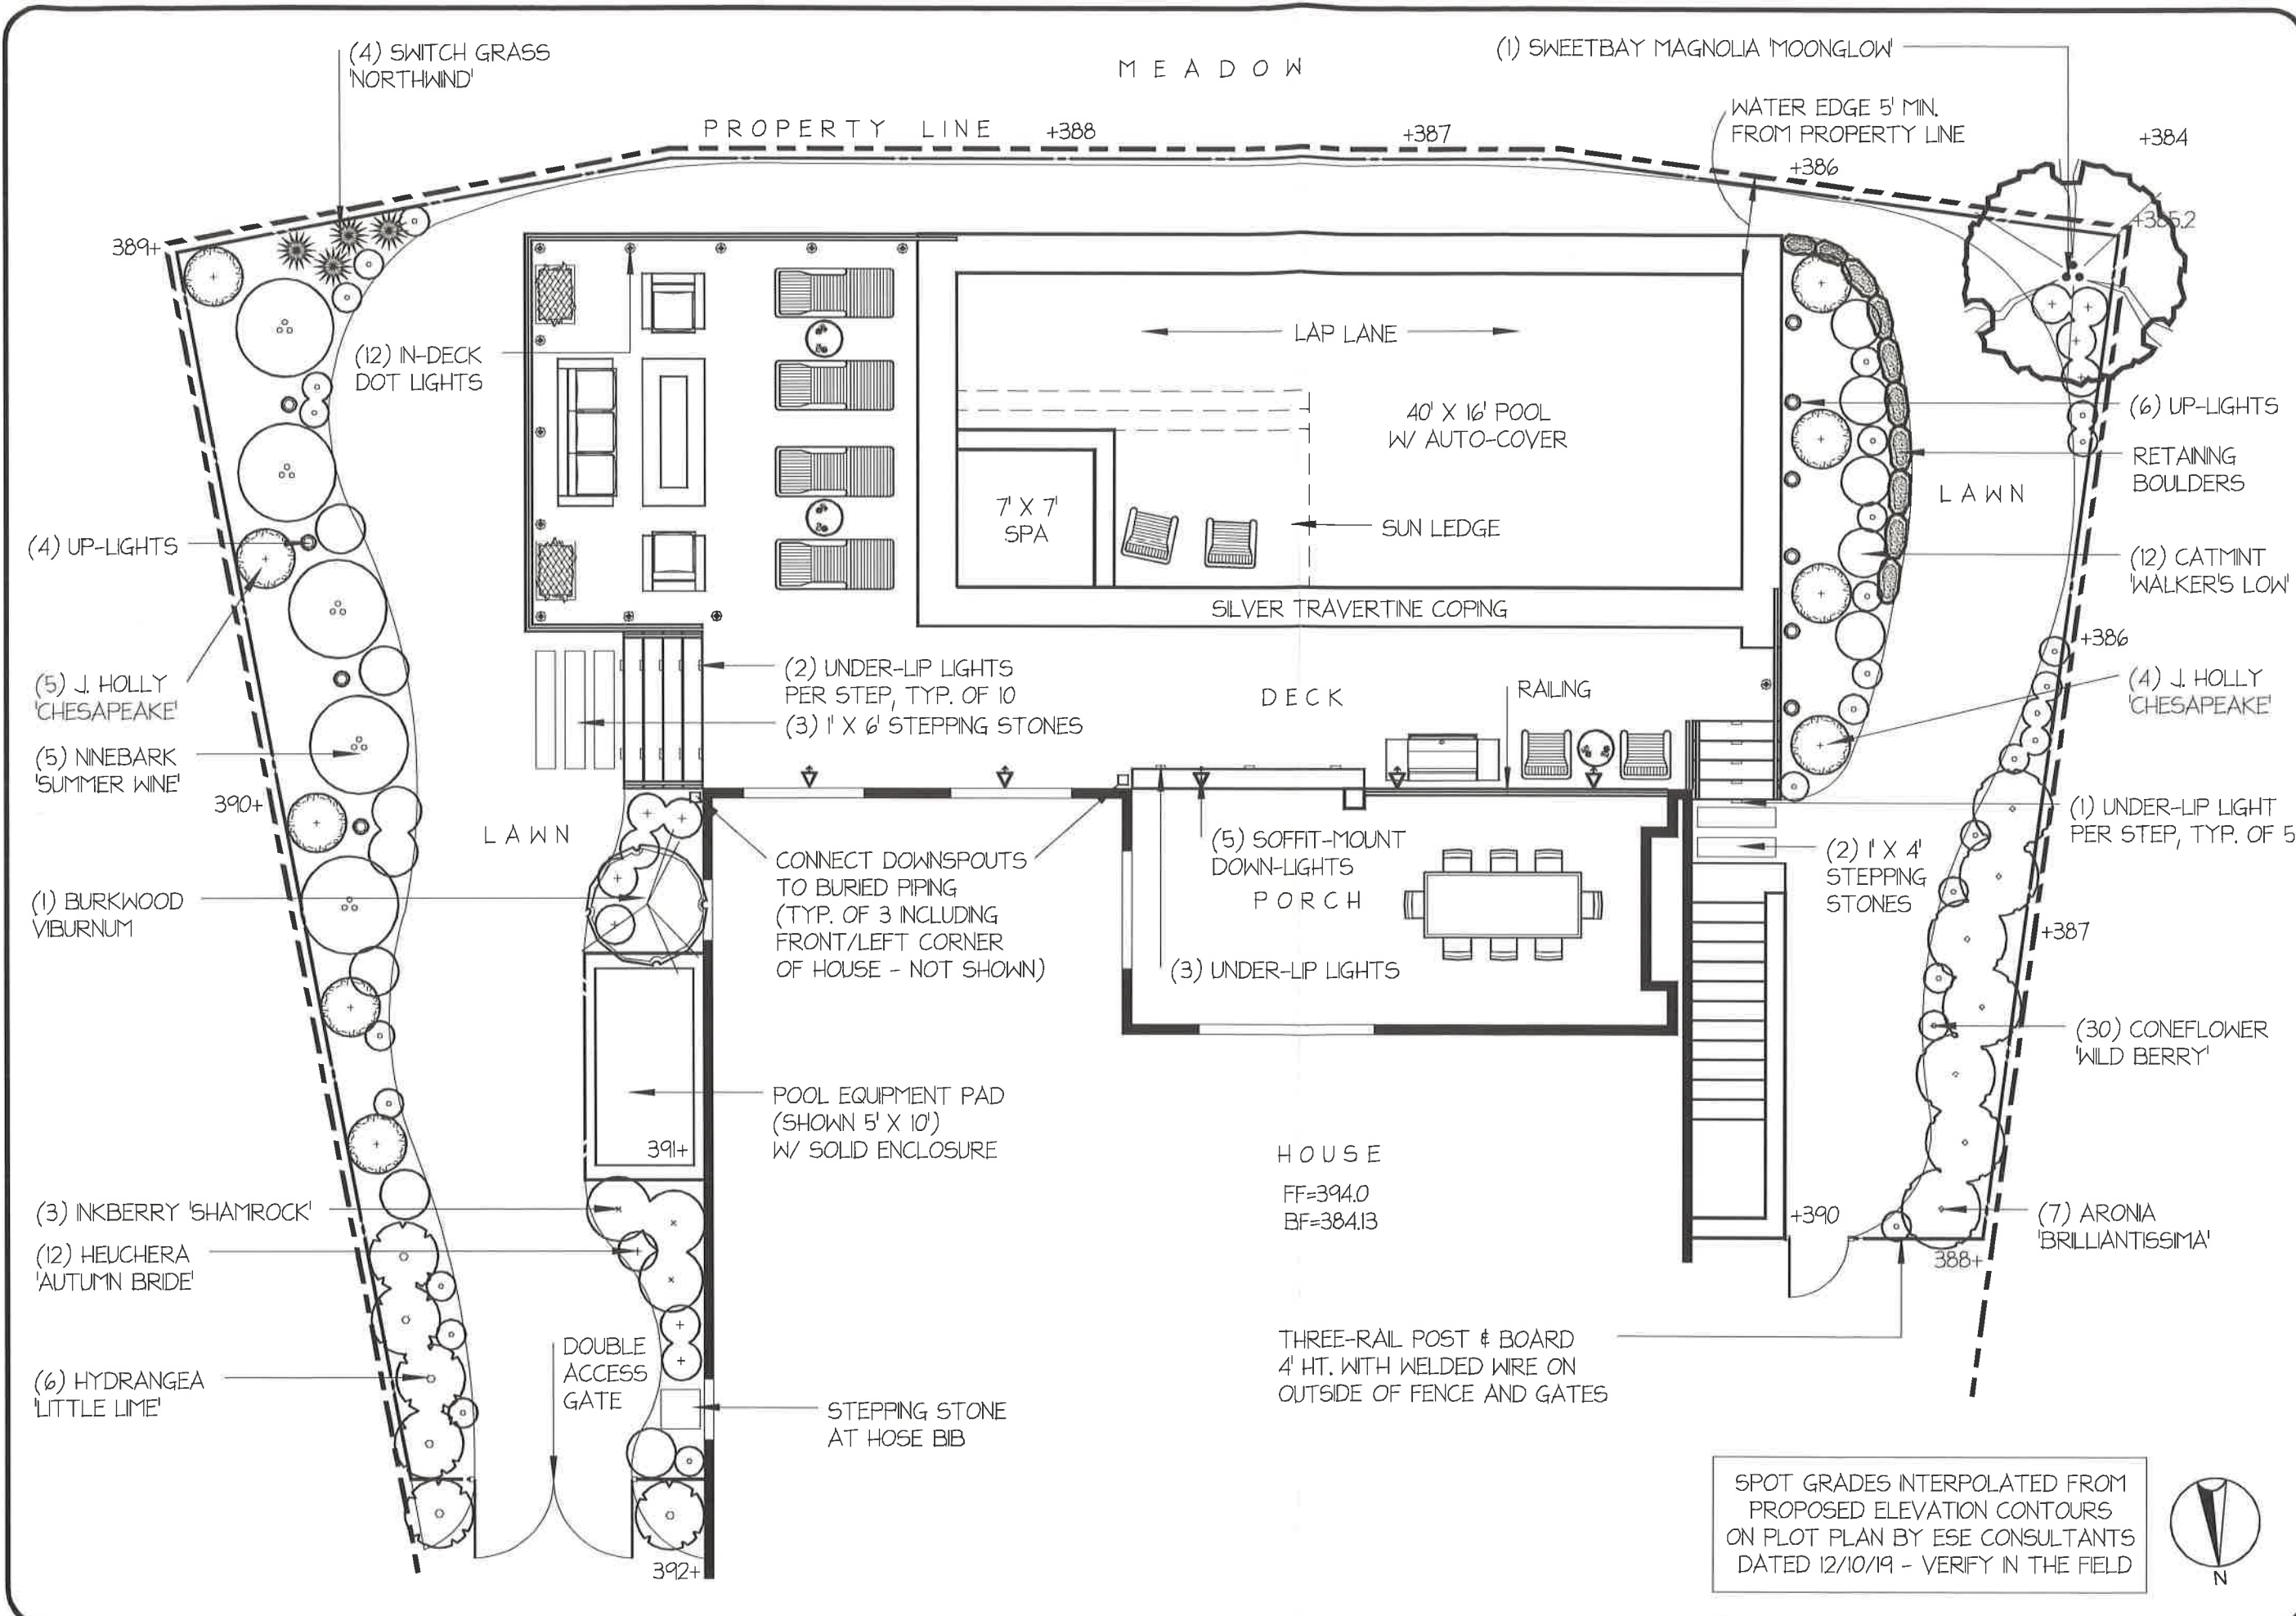 (4) SWITCH GRASS
'NORTHWIND'
MEADOW
(1) SWEETBAY MAGNOLIA 'MOONGLOW'
WATER EDGE 5' MIN.
FROM PROPERTY LINE
PROPERTY LINE
+388
+387
+386
+384
+385.2
389+
(12) IN-DECK
DOT LIGHTS
LAP LANE
40' X 16' POOL
W/ AUTO-COVER
7' X 7'
SPA
SUN LEDGE
SILVER TRAVERTINE COPING
(6) UP-LIGHTS
RETAINING
BOULDERS
LAWN
(12) CATMINT
'WALKER'S LOW'
+386
(4) J. HOLLY
'CHESAPEAKE'
(4) UP-LIGHTS
(5) J. HOLLY
'CHESAPEAKE'
(5) NINEBARK
'SUMMER WINE'
390+
LAWN
(2) UNDER-LIP LIGHTS
PER STEP, TYP. OF 10
(3) 1' X 6' STEPPING STONES
DECK
RAILING
(1) UNDER-LIP LIGHT
PER STEP, TYP. OF 5
(2) 1' X 4'
STEPPING
STONES
(1) BURKWOOD
VIBURNUM
CONNECT DOWNSPOUTS
TO BURIED PIPING
(TYP. OF 3 INCLUDING
FRONT/LEFT CORNER
OF HOUSE - NOT SHOWN)
(5) SOFFIT-MOUNT
DOWN-LIGHTS
PORCH
(3) UNDER-LIP LIGHTS
+387
(30) CONEFLOWER
'WILD BERRY'
POOL EQUIPMENT PAD
(SHOWN 5' X 10')
W/ SOLID ENCLOSURE
391+
HOUSE
FF=394.0
BF=384.13
+390
388+
(7) ARONIA
'BRILLIANTISSIMA'
(3) INKBERRY 'SHAMROCK'
(12) HEUCHERA
'AUTUMN BRIDE'
(6) HYDRANGEA
'LITTLE LIME'
DOUBLE
ACCESS
GATE
STEPPING STONE
AT HOSE BIB
THREE-RAIL POST & BOARD
4' HT. WITH WELDED WIRE ON
OUTSIDE OF FENCE AND GATES
392+
SPOT GRADES INTERPOLATED FROM
PROPOSED ELEVATION CONTOURS
ON PLOT PLAN BY ESE CONSULTANTS
DATED 12/10/19 - VERIFY IN THE FIELD
N